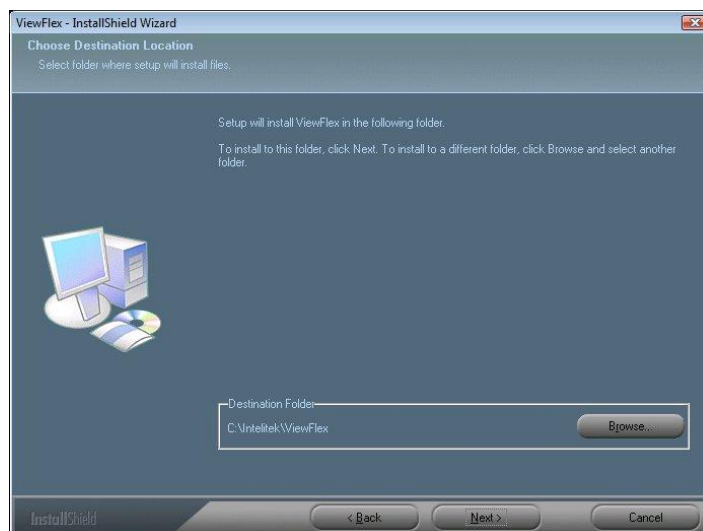 ViewFlex - InstallShield Wizard
Choose Destination Location
Select folder where setup will install files.
Setup will install ViewFlex in the following folder.
To install to this folder, click Next. To install to a different folder, click Browse and select another
folder.
Destination Folder
C:\Intelitek\ViewFlex
Browse...
InstallShield
< Back
Next >
Cancel